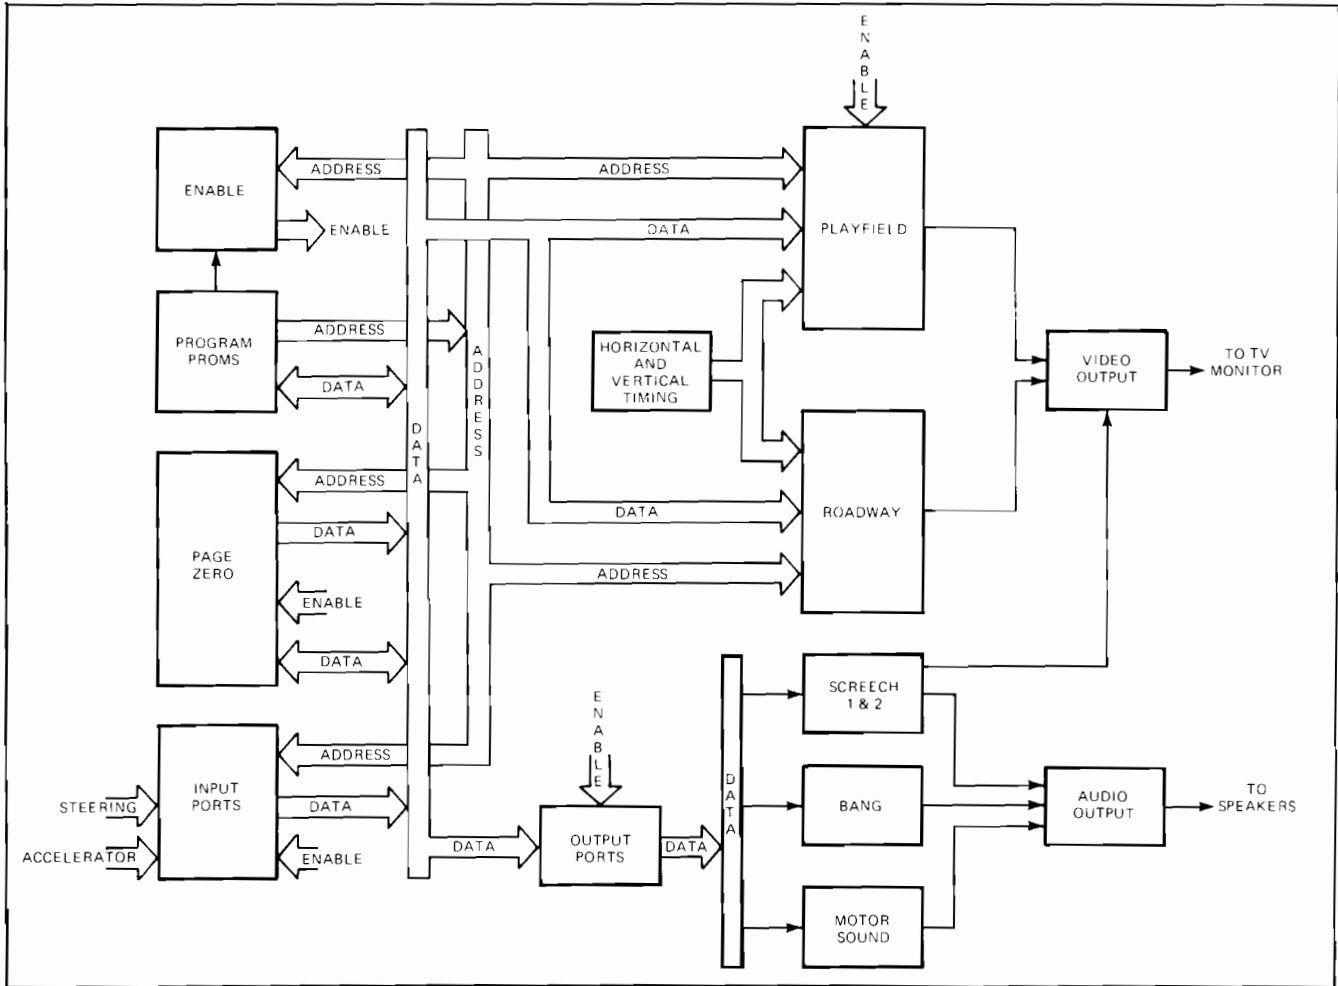 ENABLE
ENABLE
ADDRESS
ADDRESS
ENABLE
DATA
PLAYFIELD
PROGRAM
PROMS
ADDRESS
DATA
ADDRESS
DATA
HORIZONTAL
AND
VERTICAL
TIMING
VIDEO
OUTPUT
TO TV
MONITOR
PAGE
ZERO
ADDRESS
DATA
ENABLE
DATA
DATA
ADDRESS
ROADWAY
INPUT
PORTS
ADDRESS
DATA
ENABLE
STEERING
ACCELERATOR
DATA
ENABLE
OUTPUT
PORTS
DATA
DATA
SCREECH
1 & 2
BANG
MOTOR
SOUND
AUDIO
OUTPUT
TO
SPEAKERS